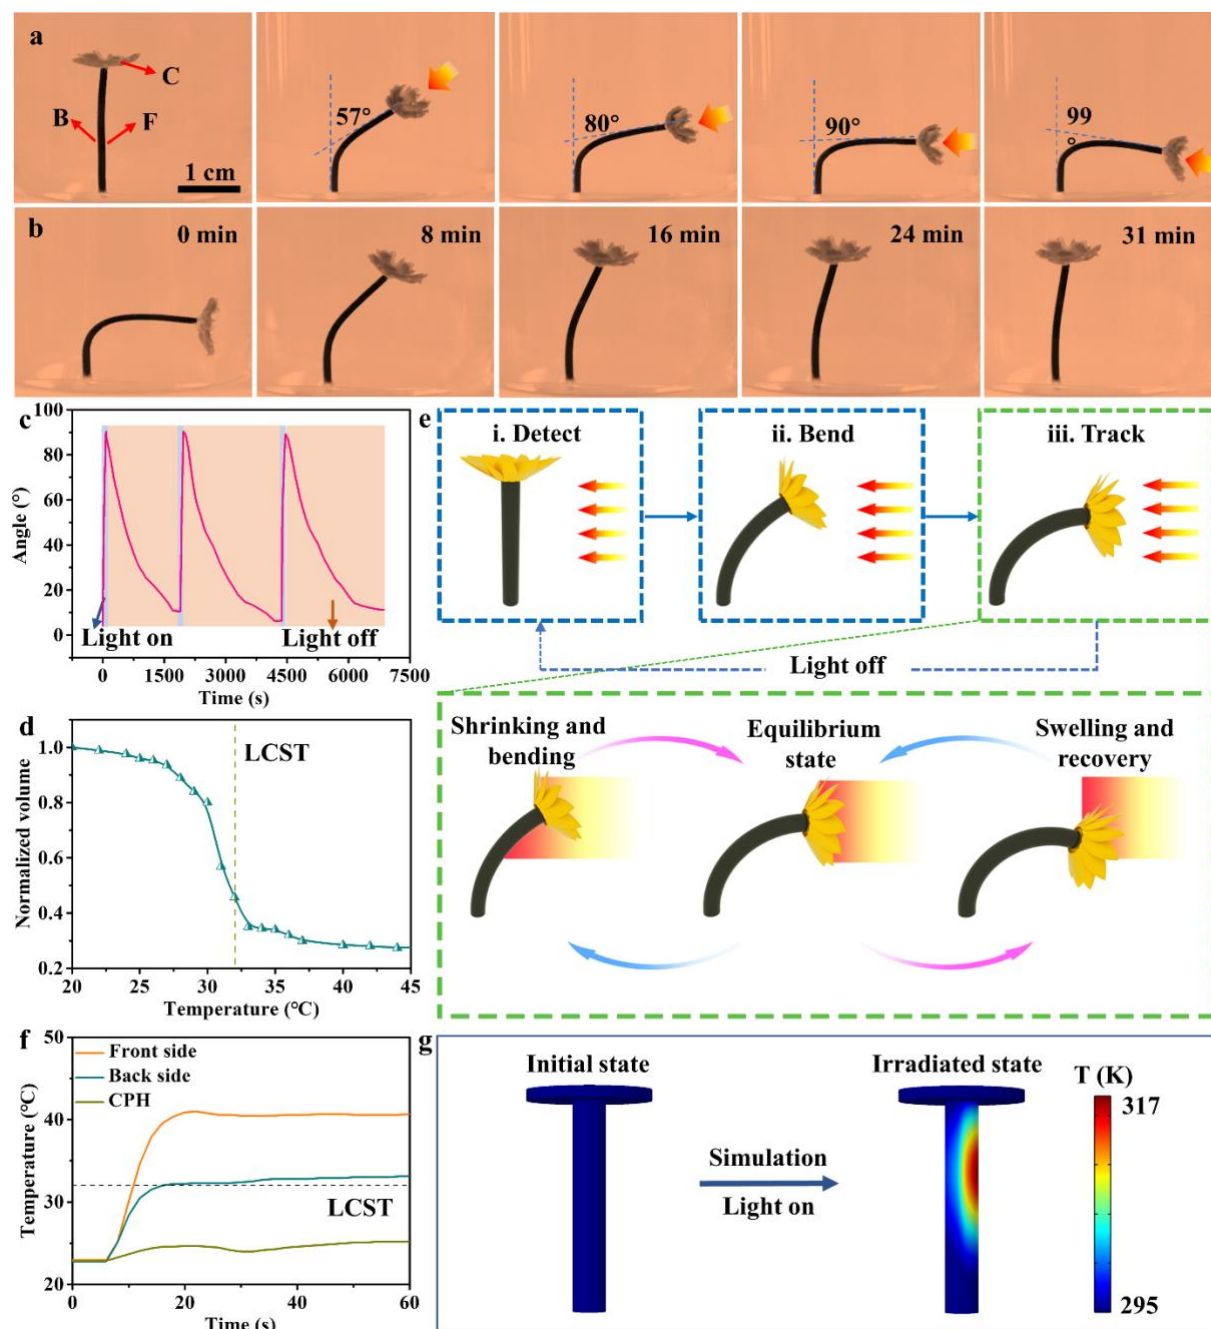 a
C
B
F
1 cm
57°
80°
90°
99
°
b
0 min
8 min
16 min
24 min
31 min
c
100
80
60
40
20
0
Angle (°)
Light on
Light off
0
1500
3000
4500
6000
7500
Time (s)
d
1.0
0.8
0.6
0.4
0.2
Normalized volume
LCST
20
25
30
35
40
45
Temperature (℃)
e
i. Detect
ii. Bend
iii. Track
Light off
Shrinking and
bending
Equilibrium
state
Swelling and
recovery
f
50
40
30
20
Temperature (℃)
Front side
Back side
CPH
LCST
0
20
40
60
Time (s)
g
Initial state
Irradiated state
Simulation
Light on
T (K)
317
295